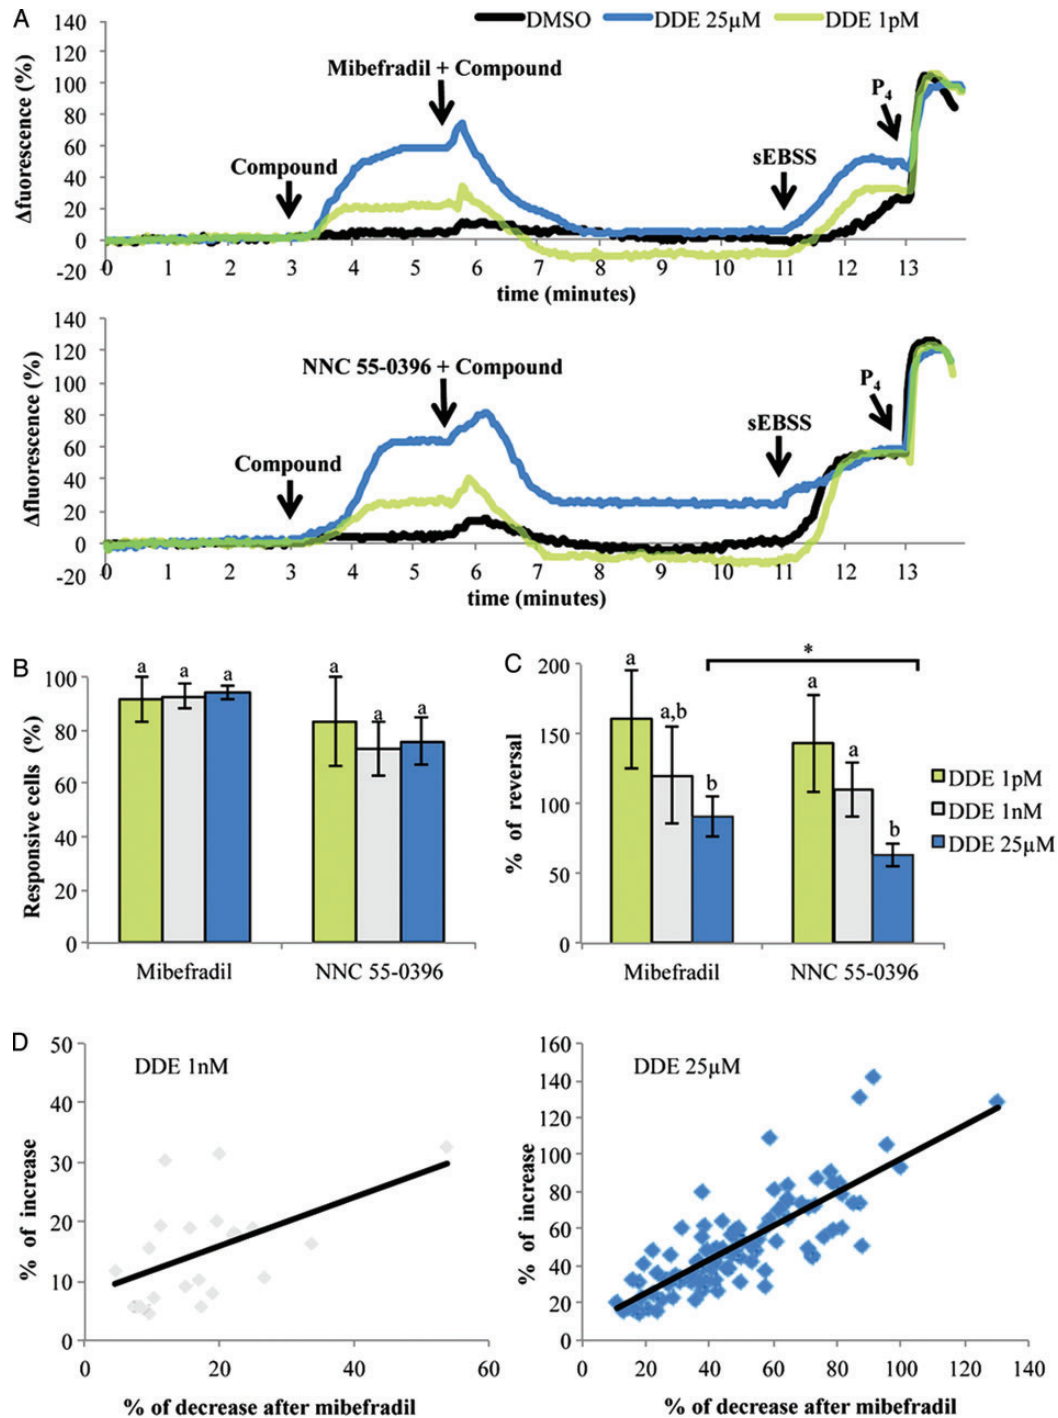 A
DMSO DDE 25µM DDE 1pM
Δfuorescence (%)
140
120
100
80
60
40
20
0
-20
Compound
Mibefradil + Compound
sEBSS
P4
0 1 2 3 4 5 6 7 8 9 10 11 12 13
time (minutes)
Δfluorescence (%)
140
120
100
80
60
40
20
0
-20
Compound
NNC 55-0396 + Compound
sEBSS
P4
0 1 2 3 4 5 6 7 8 9 10 11 12 13
time (minutes)
B
Responsive cells (%)
100
80
60
40
20
0
a a a a a a
Mibefradil NNC 55-0396
C
% of reversal
200
150
100
50
0
a a,b b * a a b
Mibefradil NNC 55-0396
DDE 1pM
DDE 1nM
DDE 25µM
D
DDE 1nM
% of increase
50
40
30
20
10
0
0 20 40 60
% of decrease after mibefradil
DDE 25µM
% of increase
160
140
120
100
80
60
40
20
0
0 20 40 60 80 100 120 140
% of decrease after mibefradil